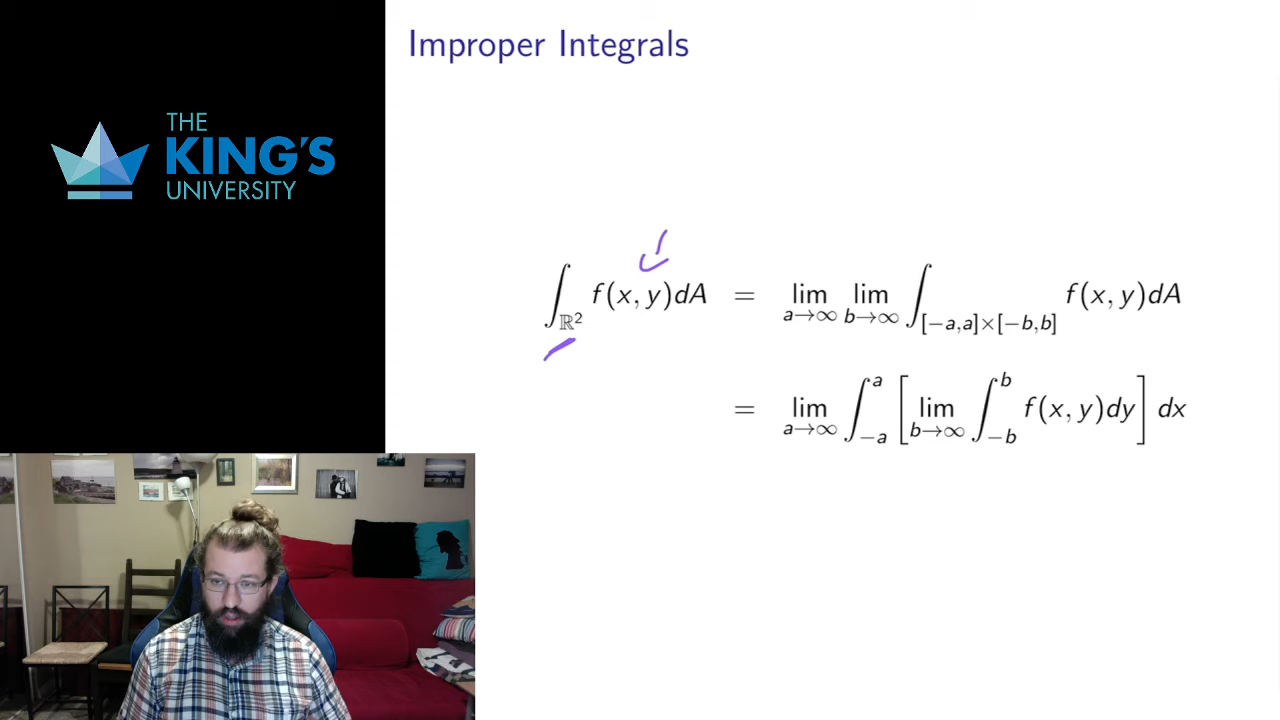 THE
KING'S
UNIVERSITY
Improper Integrals
∫_{ℝ²} f(x, y)dA = lim_{a→∞} lim_{b→∞} ∫_{[−a,a]×[−b,b]} f(x, y)dA
= lim_{a→∞} ∫_{−a}^{a} [lim_{b→∞} ∫_{−b}^{b} f(x, y)dy] dx